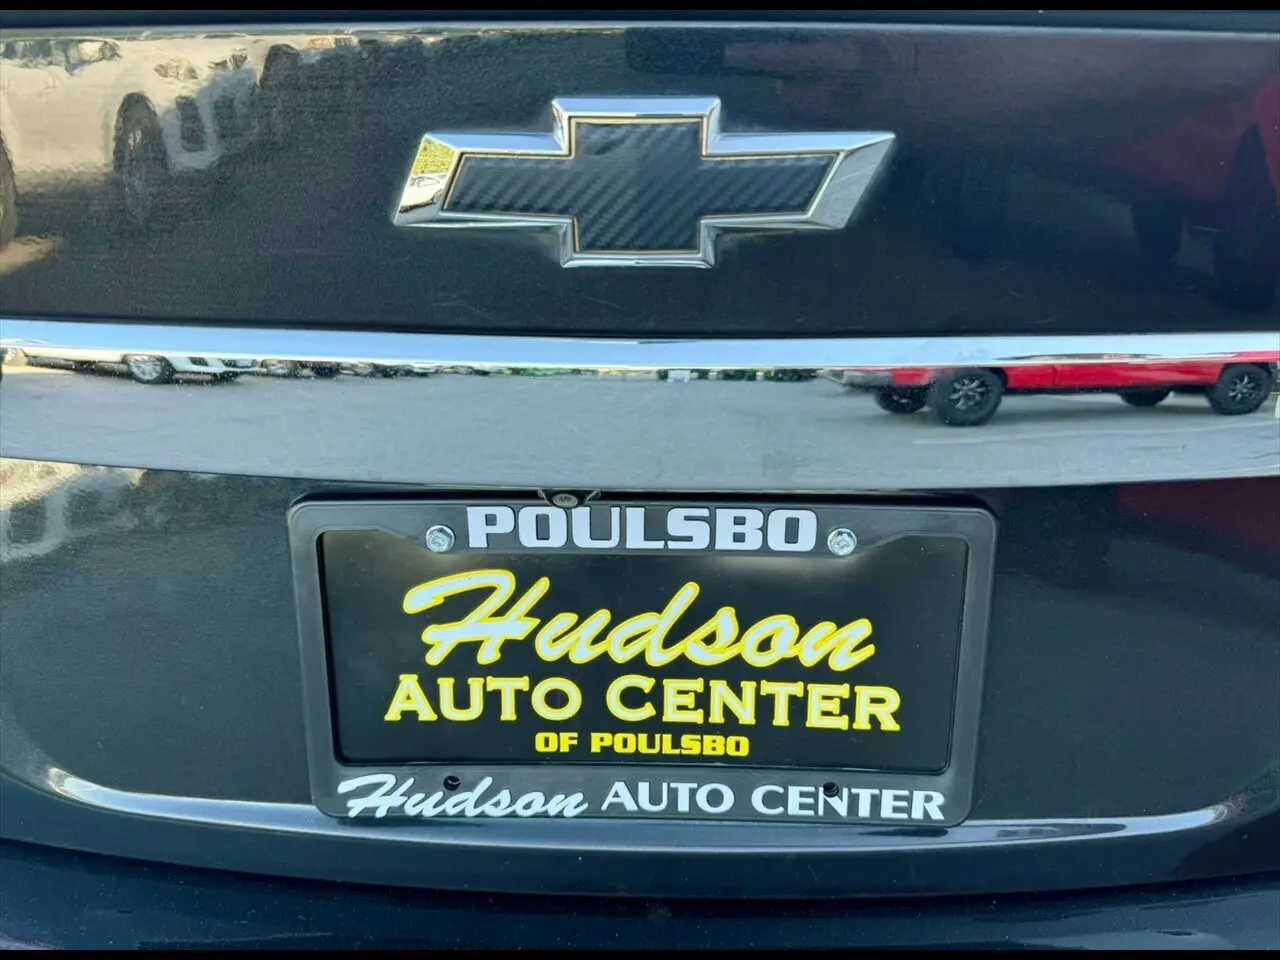 POULSBO
Hudson
AUTO CENTER
OF POULSBO
Hudson AUTO CENTER